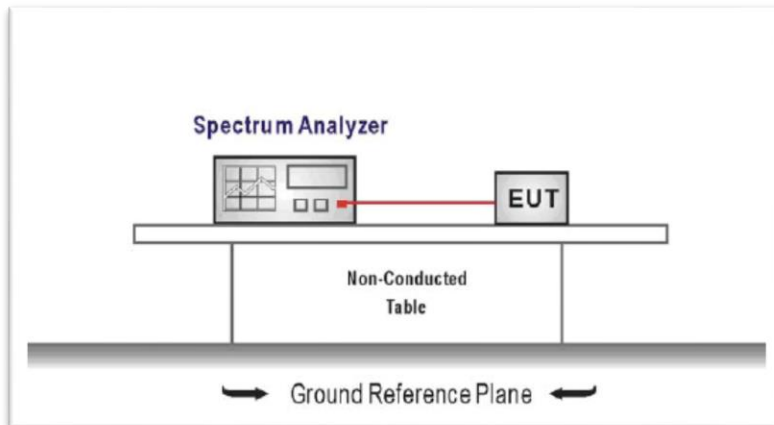 Spectrum Analyzer
EUT
Non-Conducted
Table
Ground Reference Plane